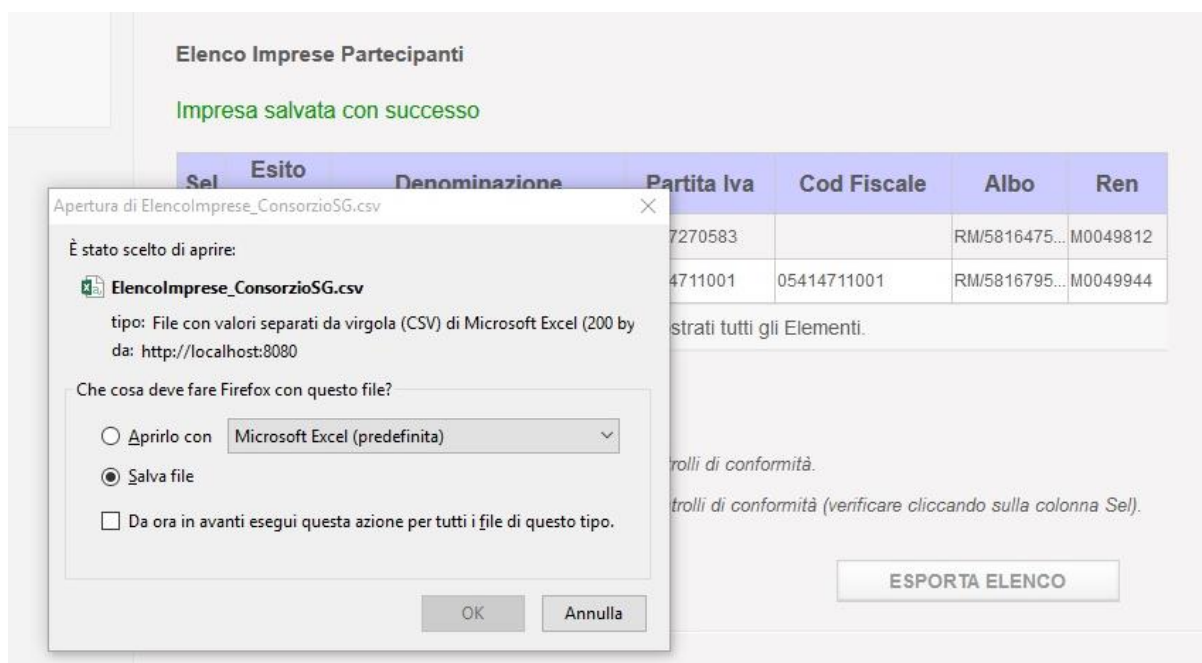 Elenco Imprese Partecipanti
Impresa salvata con successo
Sel Esito Denominazione Partita Iva Cod Fiscale Albo Ren
7270583 RM/5816475... M0049812
4711001 05414711001 RM/5816795... M0049944
strati tutti gli Elementi.
trolli di conformità.
trolli di conformità (verificare cliccando sulla colonna Sel).
ESPORTA ELENCO
Apertura di ElencoImprese_ConsorzioSG.csv
È stato scelto di aprire:
ElencoImprese_ConsorzioSG.csv
tipo: File con valori separati da virgola (CSV) di Microsoft Excel (200 by
da: http://localhost:8080
Che cosa deve fare Firefox con questo file?
Aprirlo con Microsoft Excel (predefinita)
Salva file
Da ora in avanti esegui questa azione per tutti i file di questo tipo.
OK Annulla